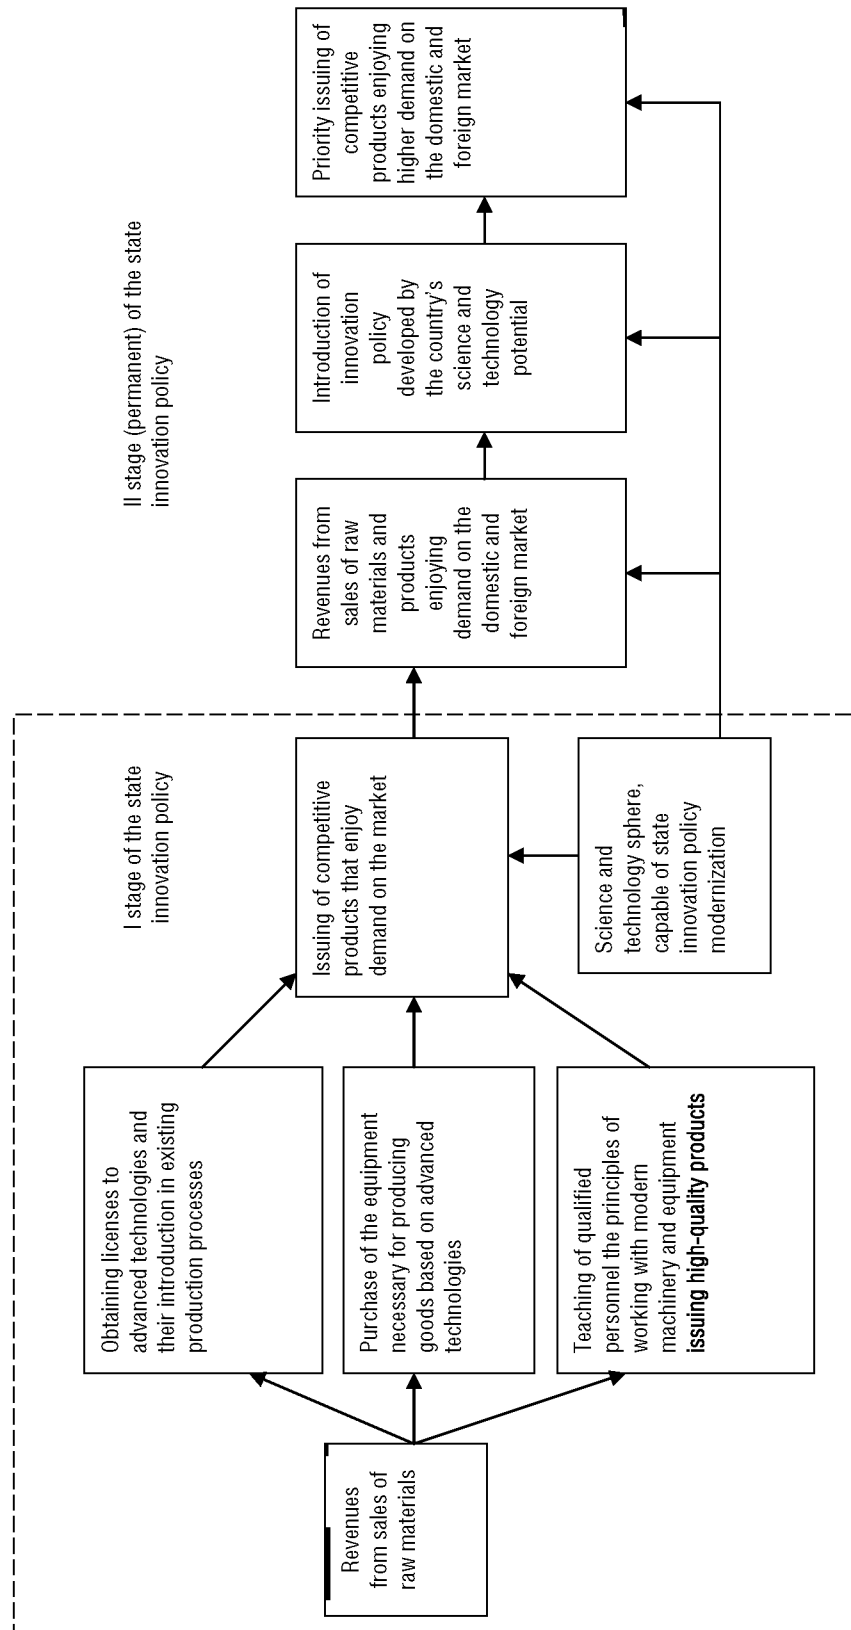 I stage of the state
innovation policy
II stage (permanent) of the state
innovation policy
Revenues
from sales of
raw materials
Obtaining licenses to
advanced technologies and
their introduction in existing
production processes
Purchase of the equipment
necessary for producing
goods based on advanced
technologies
Teaching of qualified
personnel the principles of
working with modern
machinery and equipment
issuing high-quality products
Issuing of competitive
products that enjoy
demand on the market
Science and
technology sphere,
capable of state
innovation policy
modernization
Revenues from
sales of raw
materials and
products
enjoying
demand on the
domestic and
foreign market
Introduction of
innovation
policy
developed by
the country's
science and
technology
potential
Priority issuing of
competitive
products enjoying
higher demand on
the domestic and
foreign market